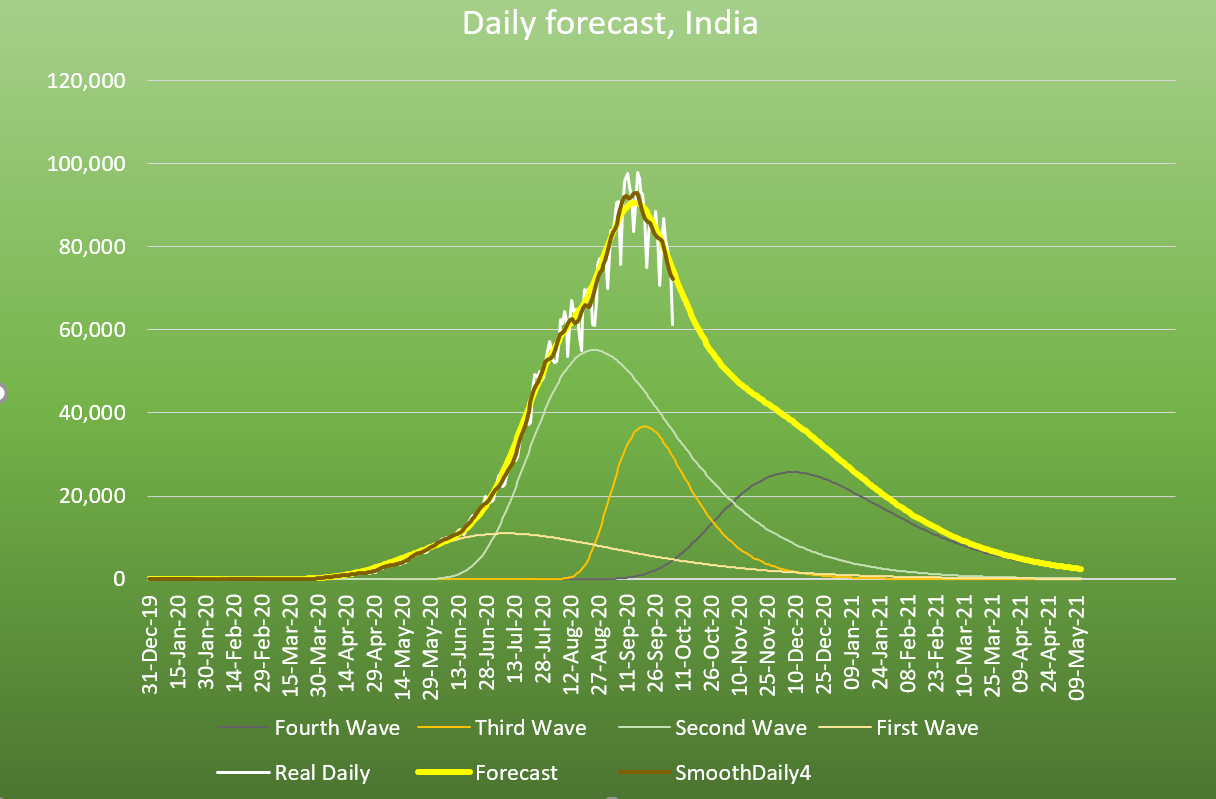 Daily forecast, India
120,000
100,000
80,000
60,000
40,000
20,000
0
31-Dec-19
15-Jan-20
30-Jan-20
14-Feb-20
29-Feb-20
15-Mar-20
30-Mar-20
14-Apr-20
29-Apr-20
14-May-20
29-May-20
13-Jun-20
28-Jun-20
13-Jul-20
28-Jul-20
12-Aug-20
27-Aug-20
11-Sep-20
26-Sep-20
11-Oct-20
26-Oct-20
10-Nov-20
25-Nov-20
10-Dec-20
25-Dec-20
09-Jan-21
24-Jan-21
08-Feb-21
23-Feb-21
10-Mar-21
25-Mar-21
09-Apr-21
24-Apr-21
09-May-21
Fourth Wave Third Wave Second Wave First Wave
Real Daily Forecast SmoothDaily4